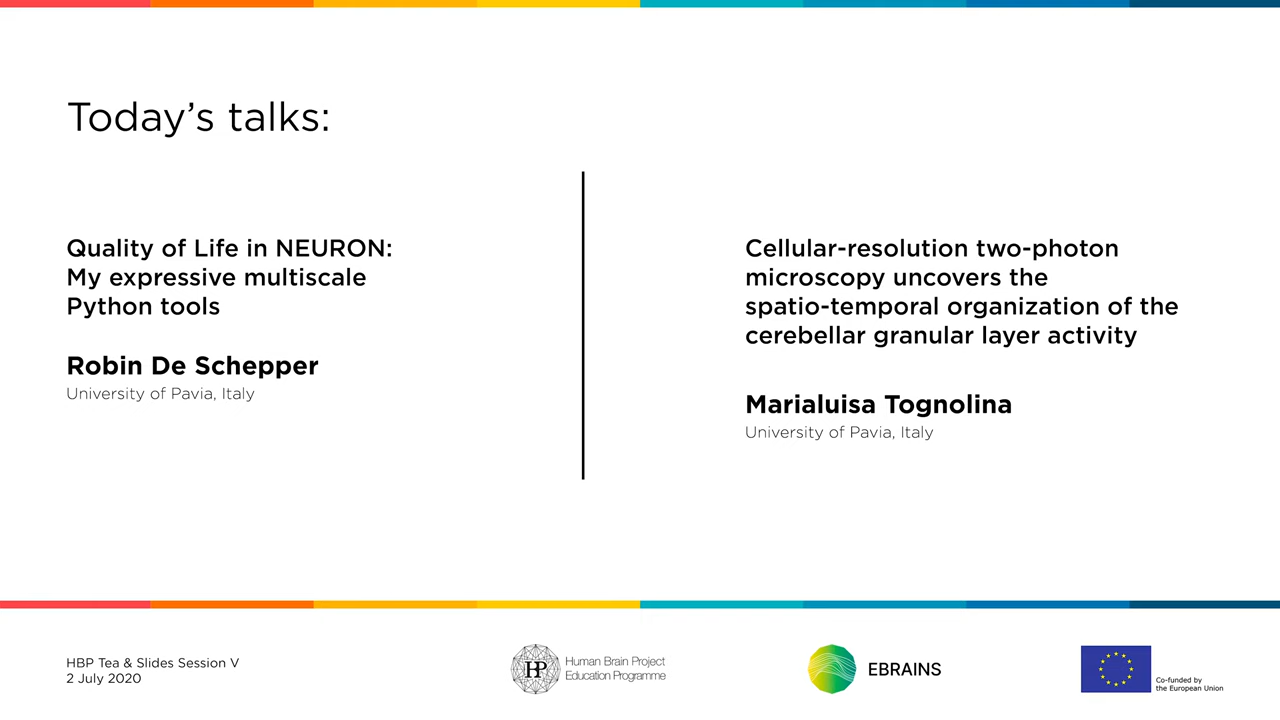 Today’s talks:
Quality of Life in NEURON:
My expressive multiscale
Python tools
Robin De Schepper
University of Pavia, Italy
Cellular-resolution two-photon
microscopy uncovers the
spatio-temporal organization of the
cerebellar granular layer activity
Marialuisa Tognolina
University of Pavia, Italy
HBP Tea & Slides Session V
2 July 2020
HP
Human Brain Project
Education Programme
EBRAINS
Co-funded by
the European Union